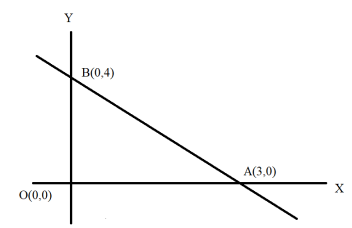 Y
B(0,4)
A(3,0)
X
O(0,0)